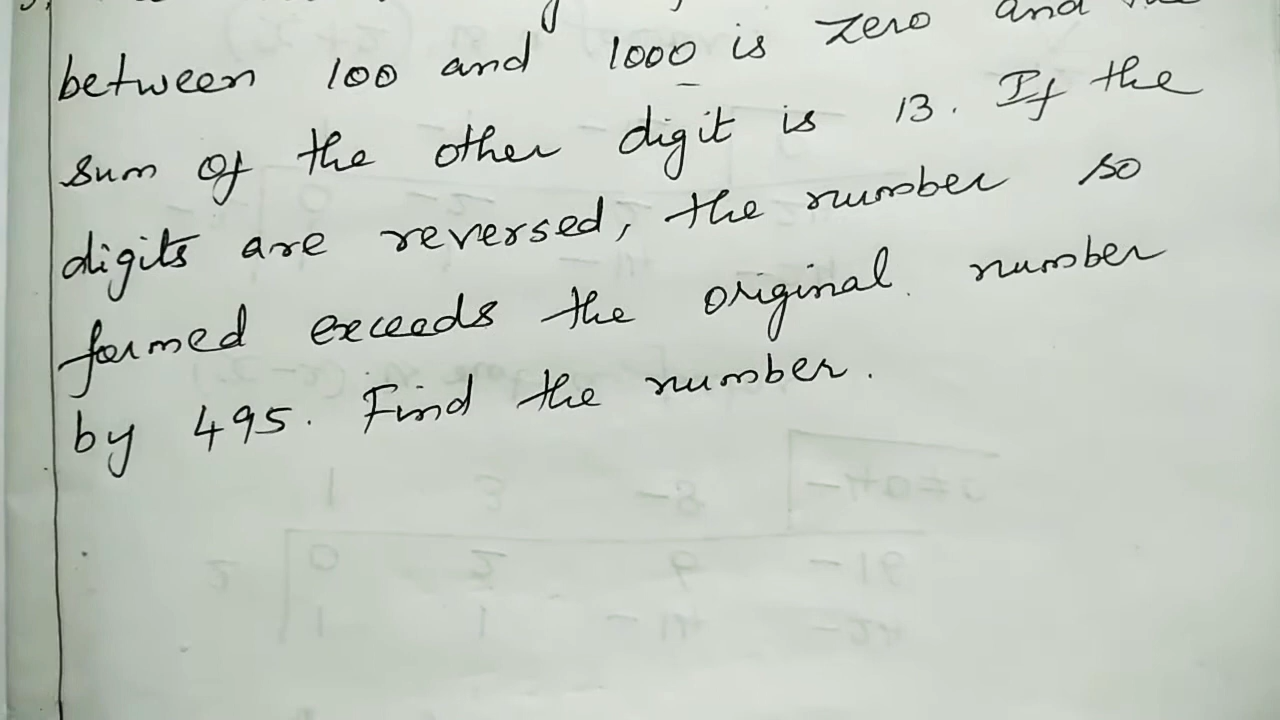 between 100 and 1000 is zero and
sum of the other digit is 13. If the
digits are reversed, the number so
formed exceeds the original number
by 495. Find the number.